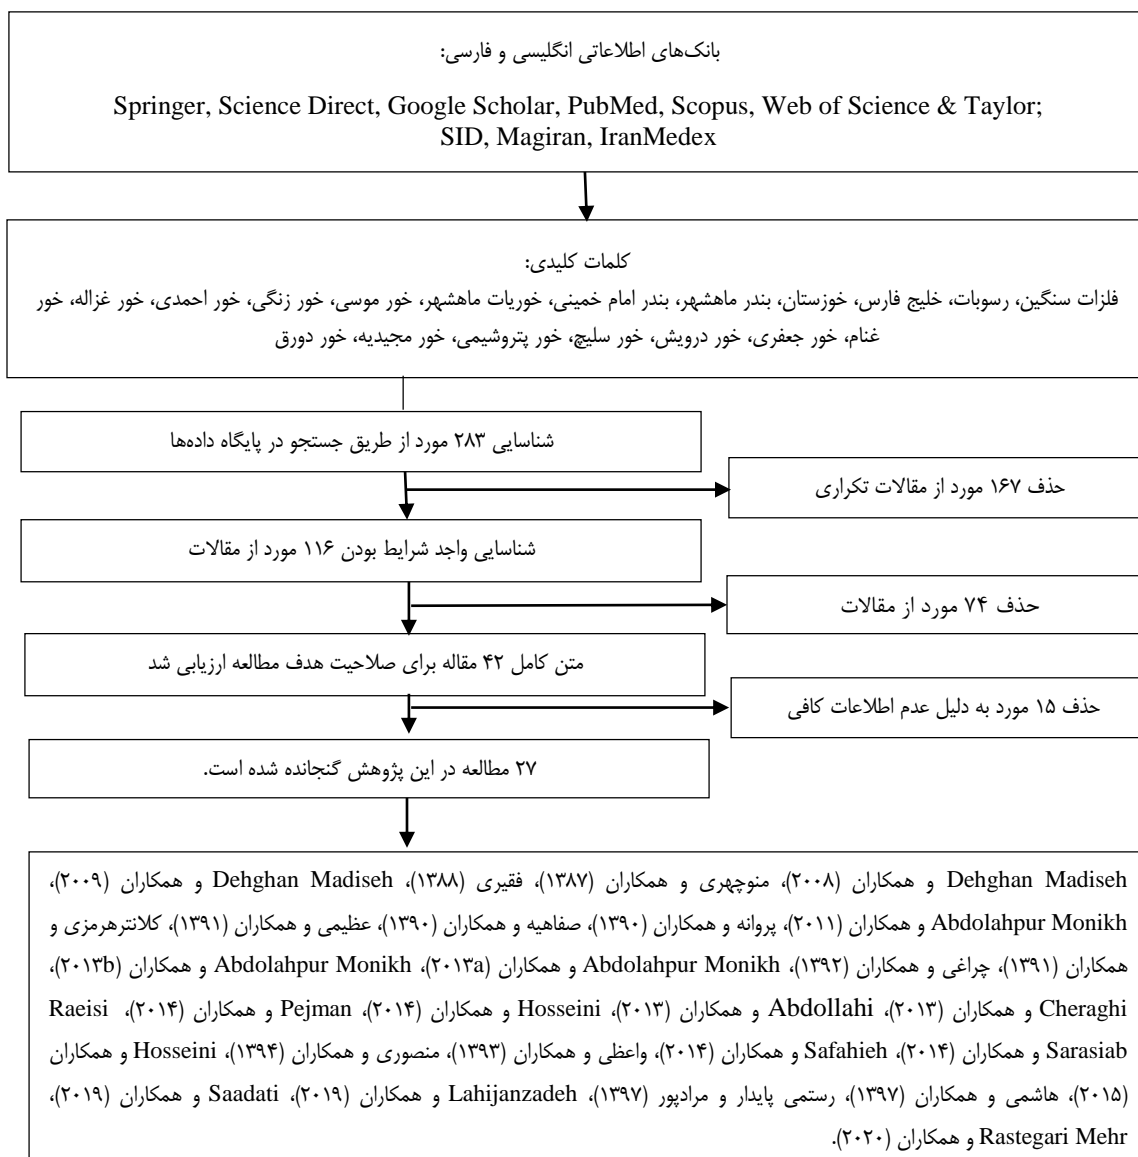 بانک‌های اطلاعاتی انگلیسی و فارسی:
Springer, Science Direct, Google Scholar, PubMed, Scopus, Web of Science & Taylor;
SID, Magiran, IranMedex
کلمات کلیدی:
فلزات سنگین، رسوبات، خلیج فارس، خوزستان، بندر ماهشهر، بندر امام خمینی، خوریات ماهشهر، خور موسی، خور زنگی، خور احمدی، خور غزاله، خور
غنام، خور جعفری، خور درویش، خور سلیچ، خور پتروشیمی، خور مجیدیه، خور دورق
شناسایی ۲۸۳ مورد از طریق جستجو در پایگاه داده‌ها
حذف ۱۶۷ مورد از مقالات تکراری
شناسایی واجد شرایط بودن ۱۱۶ مورد از مقالات
حذف ۷۴ مورد از مقالات
متن کامل ۴۲ مقاله برای صلاحیت هدف مطالعه ارزیابی شد
حذف ۱۵ مورد به دلیل عدم اطلاعات کافی
۲۷ مطالعه در این پژوهش گنجانده شده است.
Dehghan Madiseh و همکاران (۲۰۰۸)، منوچهری و همکاران (۱۳۸۷)، فقیری (۱۳۸۸)، Dehghan Madiseh و همکاران (۲۰۰۹)،
Abdolahpur Monikh و همکاران (۲۰۱۱)، پروانه و همکاران (۱۳۹۰)، صفاهیه و همکاران (۱۳۹۰)، عظیمی و همکاران (۱۳۹۱)، کلانترهرمزی و
همکاران (۱۳۹۱)، چراغی و همکاران (۱۳۹۲)، Abdolahpur Monikh و همکاران (۲۰۱۳a)، Abdolahpur Monikh و همکاران (۲۰۱۳b)،
Cheraghi و همکاران (۲۰۱۳)، Abdollahi و همکاران (۲۰۱۳)، Hosseini و همکاران (۲۰۱۴)، Pejman و همکاران (۲۰۱۴)، Raeisi
Sarasiab و همکاران (۲۰۱۴)، Safahieh و همکاران (۲۰۱۴)، واعظی و همکاران (۱۳۹۳)، منصوری و همکاران (۱۳۹۴)، Hosseini و همکاران
(۲۰۱۵)، هاشمی و همکاران (۱۳۹۷)، رستمی پایدار و مرادپور (۱۳۹۷)، Lahijanzadeh و همکاران (۲۰۱۹)، Saadati و همکاران (۲۰۱۹)،
Rastegari Mehr و همکاران (۲۰۲۰).